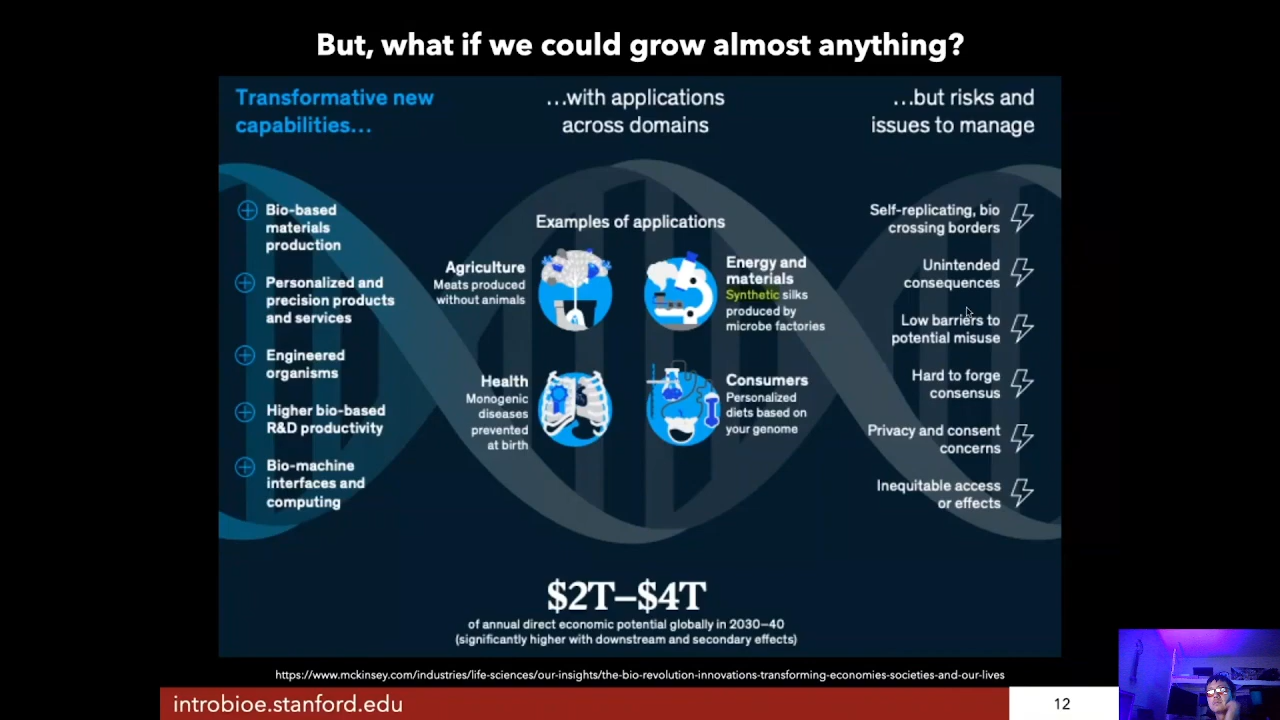 But, what if we could grow almost anything?
Transformative new
capabilities...
...with applications
across domains
...but risks and
issues to manage
Bio-based
materials
production
Personalized and
precision products
and services
Engineered
organisms
Higher bio-based
R&D productivity
Bio-machine
interfaces and
computing
Examples of applications
Agriculture
Meats produced
without animals
Energy and
materials
Synthetic silks
produced by
microbe factories
Health
Monogenic
diseases
prevented
at birth
Consumers
Personalized
diets based on
your genome
Self-replicating, bio
crossing borders
Unintended
consequences
Low barriers to
potential misuse
Hard to forge
consensus
Privacy and consent
concerns
Inequitable access
or effects
$2T–$4T
of annual direct economic potential globally in 2030–40
(significantly higher with downstream and secondary effects)
https://www.mckinsey.com/industries/life-sciences/our-insights/the-bio-revolution-innovations-transforming-economies-societies-and-our-lives
introbioe.stanford.edu
12